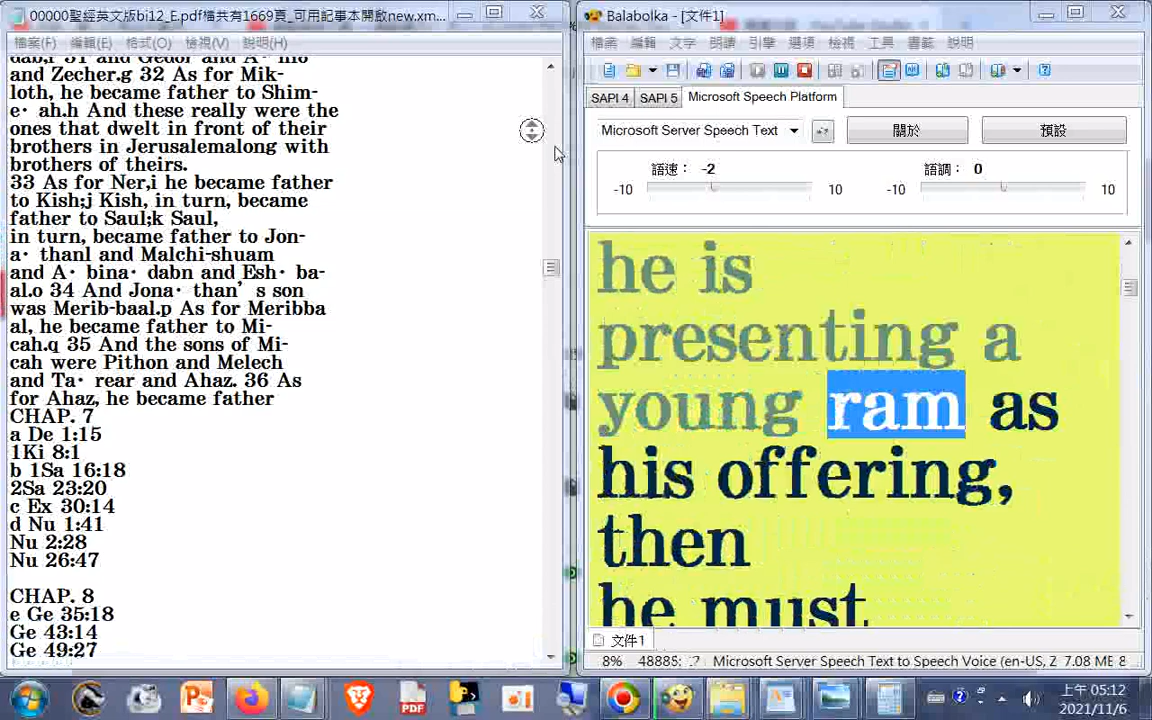 00000聖經英文版bi12_E.pdf檔共有1669頁_可用記事本開啟new.xm...
檔案(F) 編輯(E) 格式(O) 檢視(V) 說明(H)
dab,i 31 and Gedor and A· hio
and Zecher.g 32 As for Mik-
loth, he became father to Shim-
e· ah.h And these really were the
ones that dwelt in front of their
brothers in Jerusalemalong with
brothers of theirs.
33 As for Ner,i he became father
to Kish;j Kish, in turn, became
father to Saul;k Saul,
in turn, became father to Jon-
a· thanl and Malchi-shuam
and A· bina· dabn and Esh· ba-
al.o 34 And Jona· than’ s son
was Merib-baal.p As for Meribba
al, he became father to Mi-
cah.q 35 And the sons of Mi-
cah were Pithon and Melech
and Ta· rear and Ahaz. 36 As
for Ahaz, he became father
CHAP. 7
a De 1:15
1Ki 8:1
b 1Sa 16:18
2Sa 23:20
c Ex 30:14
d Nu 1:41
Nu 2:28
Nu 26:47
CHAP. 8
e Ge 35:18
Ge 43:14
Ge 49:27
Balabolka - [文件1]
檔案 編輯 文字 朗讀 引擎 選項 檢視 工具 書籤 說明
SAPI 4 SAPI 5 Microsoft Speech Platform
Microsoft Server Speech Text 關於 預設
語速: -2 語調: 0
-10 10 -10 10
he is
presenting a
young ram as
his offering,
then
he must
文件1
8% 48885: Microsoft Server Speech Text to Speech Voice (en-US, Z 7.08 MB 8
PDF
上午 05:12
2021/11/6